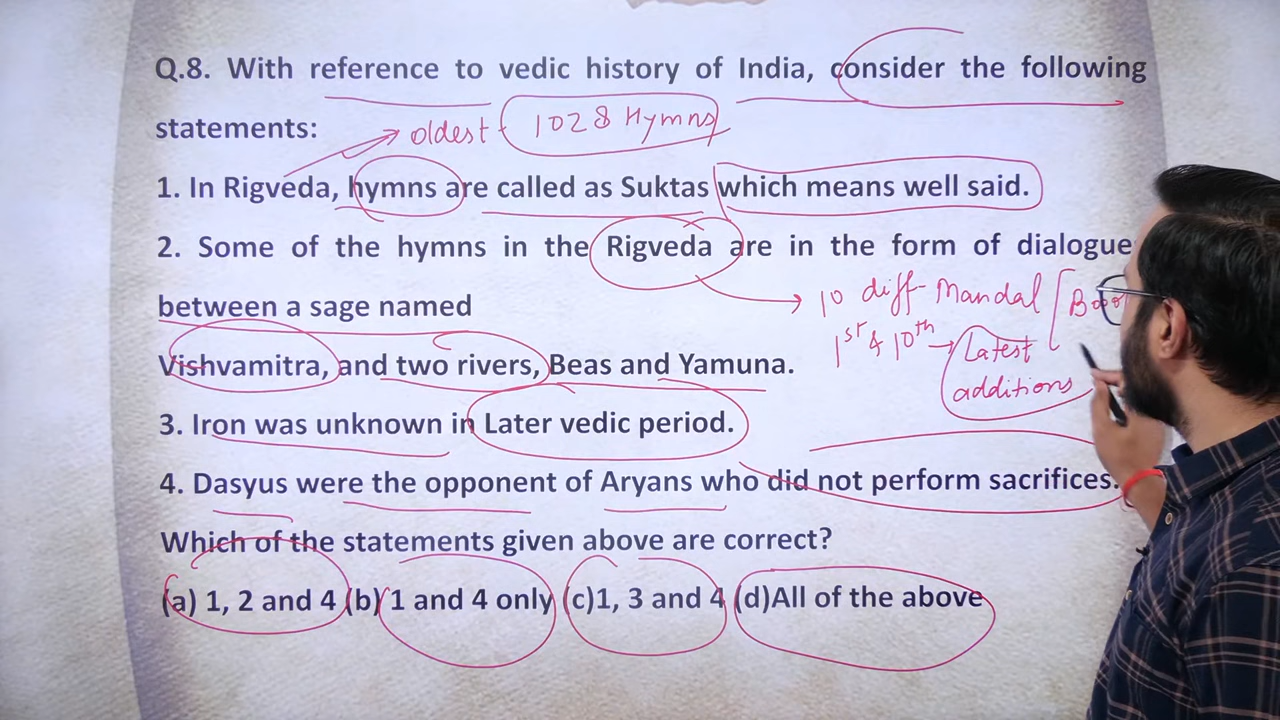 Q.8. With reference to vedic history of India, consider the following
statements:
oldest - 1028 Hymns
1. In Rigveda, hymns are called as Suktas which means well said.
2. Some of the hymns in the Rigveda are in the form of dialogue
between a sage named
10 diff- Mandal
1st & 10th → Latest
additions
Vishvamitra, and two rivers, Beas and Yamuna.
3. Iron was unknown in Later vedic period.
4. Dasyus were the opponent of Aryans who did not perform sacrifices.
Which of the statements given above are correct?
(a) 1, 2 and 4 (b) 1 and 4 only (c)1, 3 and 4 (d)All of the above